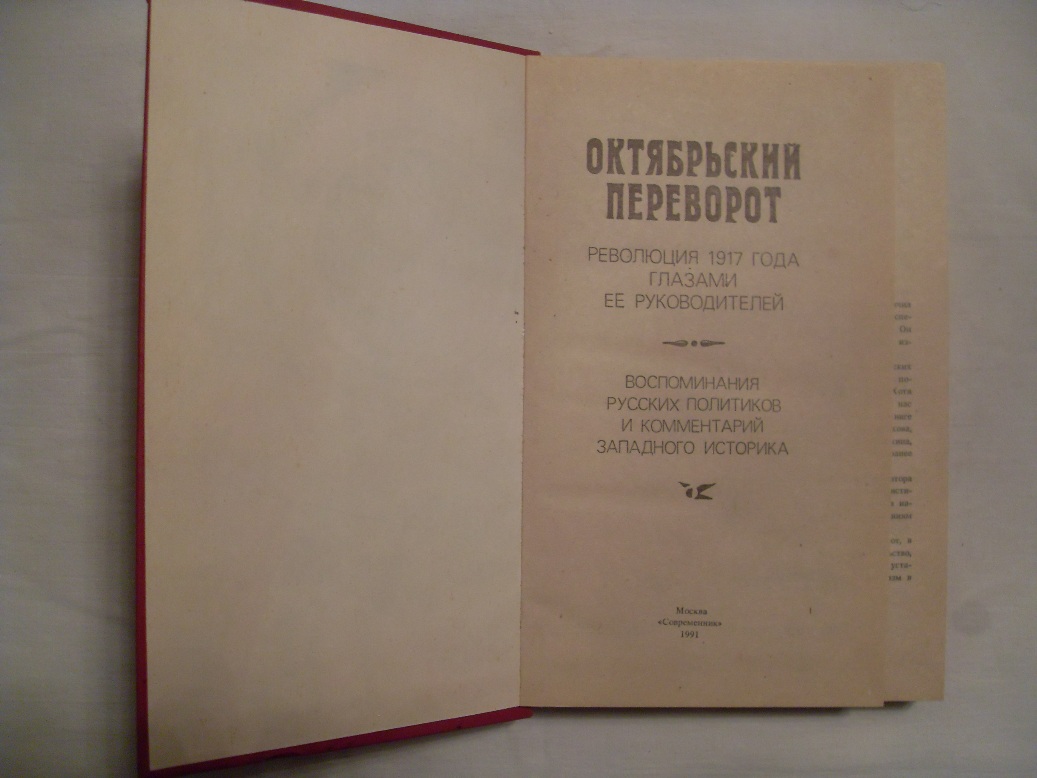 ОКТЯБРЬСКИЙ
ПЕРЕВОРОТ
РЕВОЛЮЦИЯ 1917 ГОДА
ГЛАЗАМИ
ЕЕ РУКОВОДИТЕЛЕЙ
ВОСПОМИНАНИЯ
РУССКИХ ПОЛИТИКОВ
И КОММЕНТАРИЙ
ЗАПАДНОГО ИСТОРИКА
Москва
«Современник»
1991